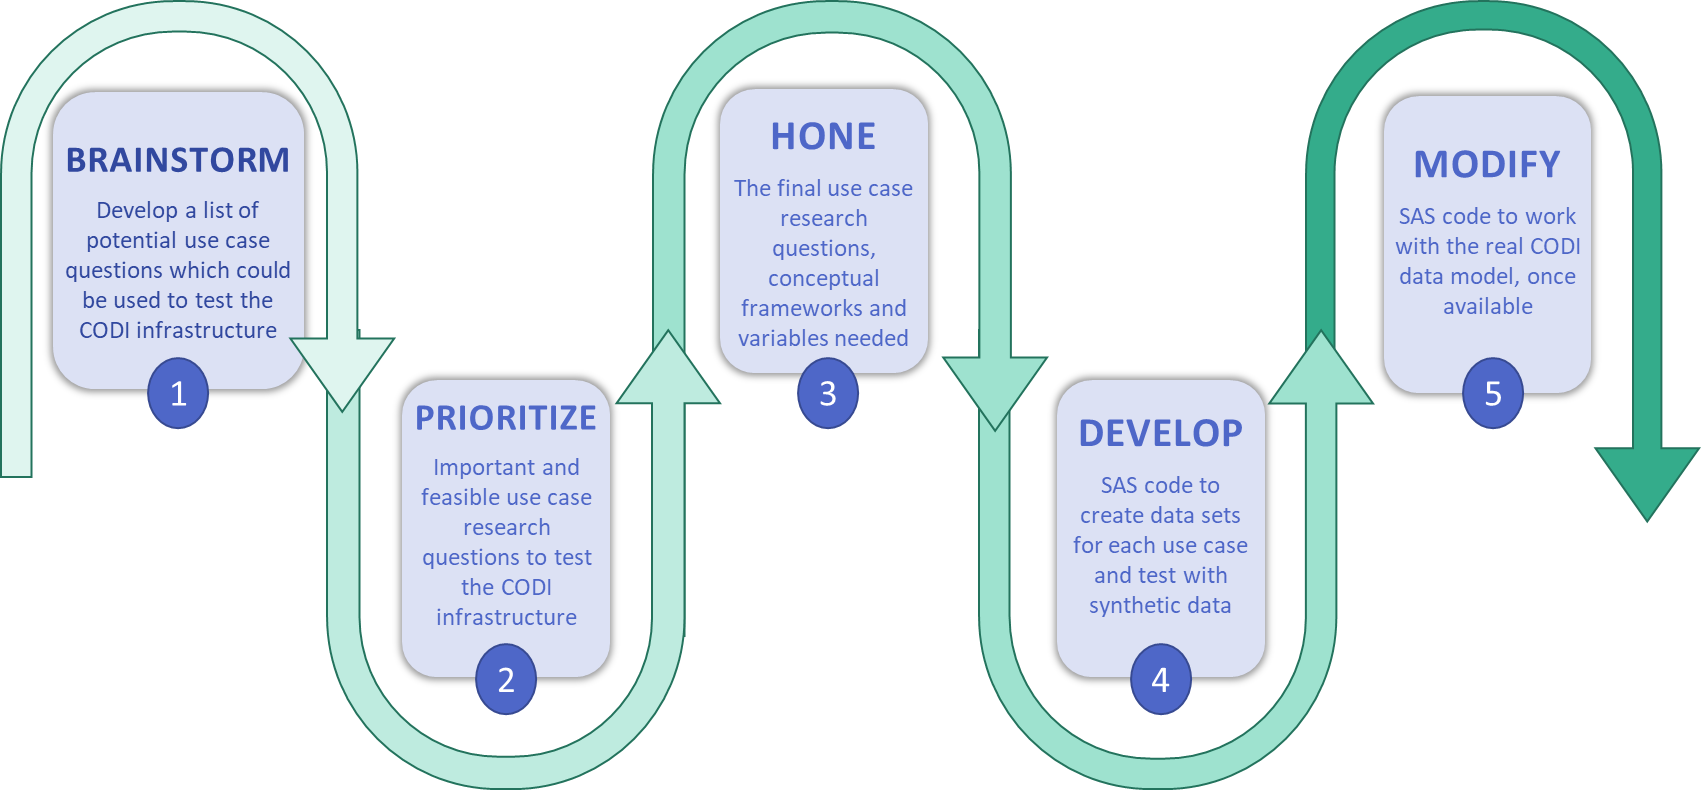 BRAINSTORM
Develop a list of
potential use case
questions which could
be used to test the
CODI infrastructure
1
PRIORITIZE
Important and
feasible use case
research
questions to test
the CODI
infrastructure
2
HONE
The final use case
research
questions,
conceptual
frameworks and
variables needed
3
DEVELOP
SAS code to
create data sets
for each use case
and test with
synthetic data
4
MODIFY
SAS code to work
with the real CODI
data model, once
available
5